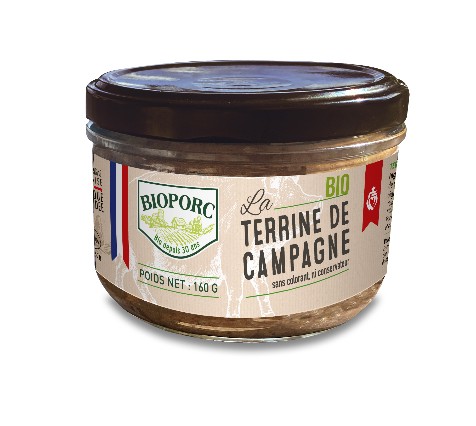 BIOPORC
Bio depuis 30 ans
POIDS NET : 160 G
BIO
La
TERRINE DE
CAMPAGNE
sans colorant, ni conservateur